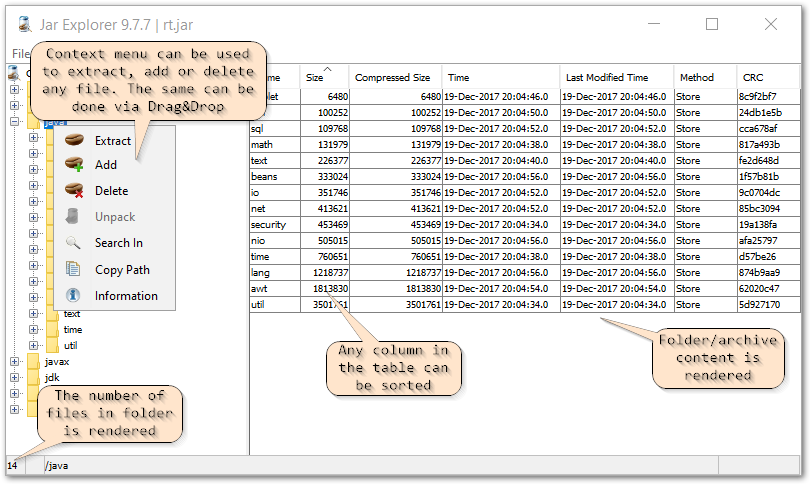 Jar Explorer 9.7.7 | rt.jar
File
Context menu can be used
to extract, add or delete
any file. The same can be
done via Drag&Drop
Size Compressed Size Time Last Modified Time Method CRC
6480 6480 19-Dec-2017 20:04:46.0 19-Dec-2017 20:04:46.0 Store 8c9f2bf7
100252 100252 19-Dec-2017 20:04:50.0 19-Dec-2017 20:04:50.0 Store 24db1e5b
java
sql 109768 109768 19-Dec-2017 20:04:52.0 19-Dec-2017 20:04:52.0 Store cca678af
math 131979 131979 19-Dec-2017 20:04:38.0 19-Dec-2017 20:04:38.0 Store 817a493b
text 226377 226377 19-Dec-2017 20:04:40.0 19-Dec-2017 20:04:40.0 Store fe2d648d
beans 333024 333024 19-Dec-2017 20:04:56.0 19-Dec-2017 20:04:56.0 Store 1f57b81b
io 351746 351746 19-Dec-2017 20:04:52.0 19-Dec-2017 20:04:52.0 Store 9c0704dc
net 413621 413621 19-Dec-2017 20:04:52.0 19-Dec-2017 20:04:52.0 Store 85bc3094
security 453469 453469 19-Dec-2017 20:04:34.0 19-Dec-2017 20:04:34.0 Store 19a138fa
nio 505015 505015 19-Dec-2017 20:04:56.0 19-Dec-2017 20:04:56.0 Store afa25797
time 760651 760651 19-Dec-2017 20:04:38.0 19-Dec-2017 20:04:38.0 Store d57be26
lang 1218737 1218737 19-Dec-2017 20:04:56.0 19-Dec-2017 20:04:56.0 Store 874b9aa9
awt 1813830 1813830 19-Dec-2017 20:04:54.0 19-Dec-2017 20:04:54.0 Store 62020c47
util 3501761 3501761 19-Dec-2017 20:04:34.0 19-Dec-2017 20:04:34.0 Store 5d927170
Extract
Add
Delete
Unpack
Search In
Copy Path
Information
text
time
util
javax
jdk
Any column in
the table can
be sorted
Folder/archive
content is
rendered
The number of
files in folder
is rendered
14 /java